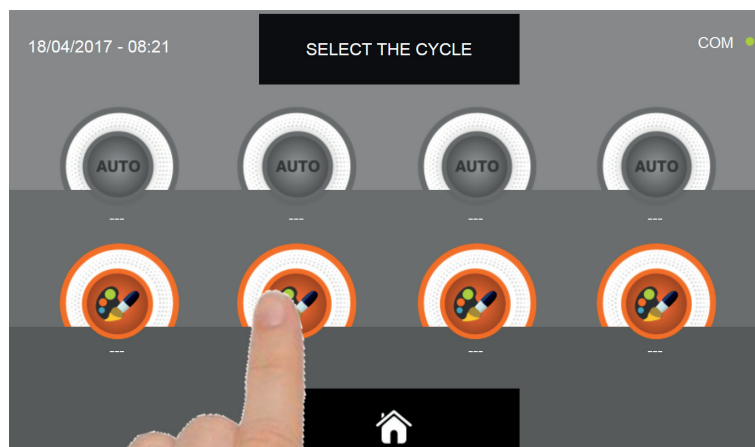 18/04/2017 - 08:21
SELECT THE CYCLE
COM
AUTO AUTO AUTO AUTO
--- --- --- ---
--- --- --- ---